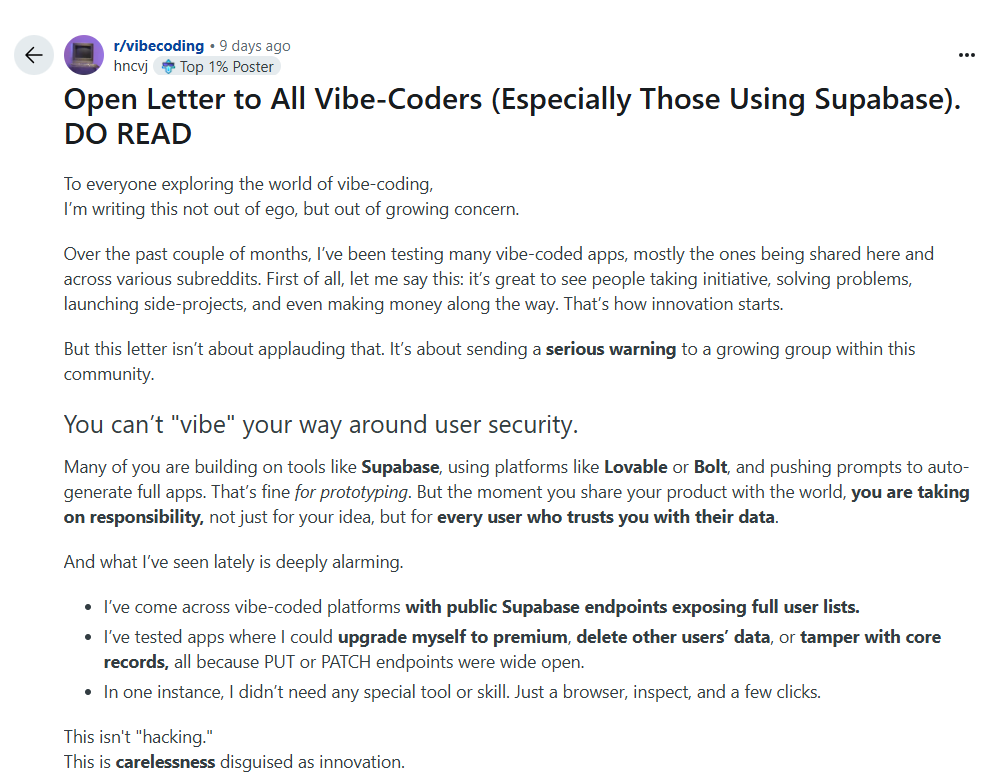 r/vibecoding • 9 days ago
hncvj Top 1% Poster
Open Letter to All Vibe-Coders (Especially Those Using Supabase).
DO READ
To everyone exploring the world of vibe-coding,
I’m writing this not out of ego, but out of growing concern.
Over the past couple of months, I’ve been testing many vibe-coded apps, mostly the ones being shared here and
across various subreddits. First of all, let me say this: it’s great to see people taking initiative, solving problems,
launching side-projects, and even making money along the way. That’s how innovation starts.
But this letter isn’t about applauding that. It’s about sending a serious warning to a growing group within this
community.
You can’t "vibe" your way around user security.
Many of you are building on tools like Supabase, using platforms like Lovable or Bolt, and pushing prompts to auto-
generate full apps. That’s fine for prototyping. But the moment you share your product with the world, you are taking
on responsibility, not just for your idea, but for every user who trusts you with their data.
And what I’ve seen lately is deeply alarming.
• I’ve come across vibe-coded platforms with public Supabase endpoints exposing full user lists.
• I’ve tested apps where I could upgrade myself to premium, delete other users’ data, or tamper with core
records, all because PUT or PATCH endpoints were wide open.
• In one instance, I didn’t need any special tool or skill. Just a browser, inspect, and a few clicks.
This isn't "hacking."
This is carelessness disguised as innovation.